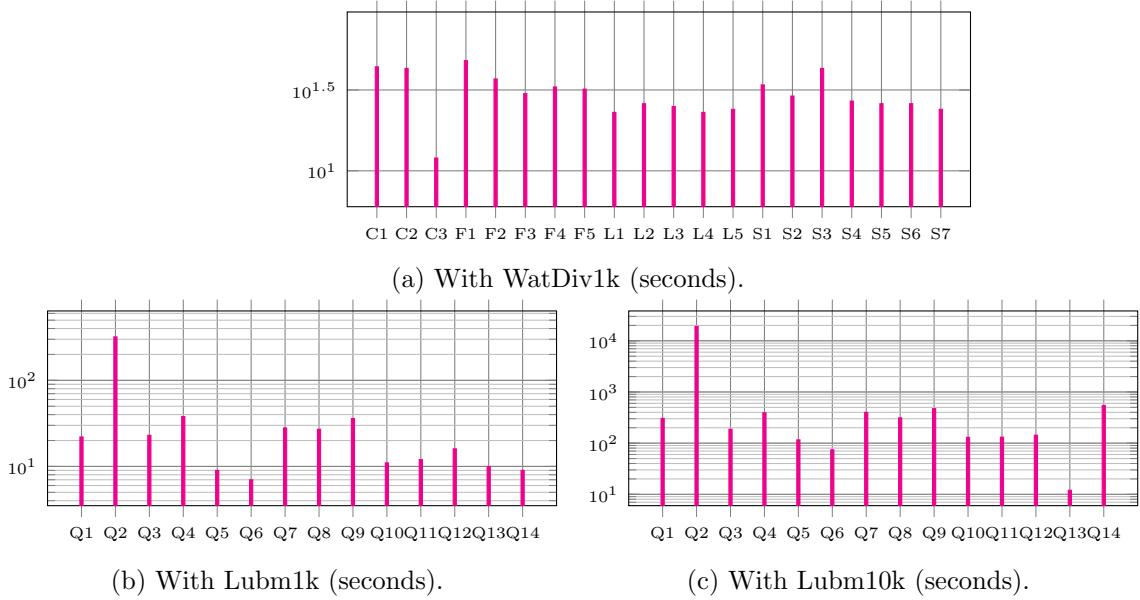 10^1.5
10^1
C1 C2 C3 F1 F2 F3 F4 F5 L1 L2 L3 L4 L5 S1 S2 S3 S4 S5 S6 S7
(a) With WatDiv1k (seconds).
10^2
10^1
Q1 Q2 Q3 Q4 Q5 Q6 Q7 Q8 Q9 Q10 Q11 Q12 Q13 Q14
(b) With Lubm1k (seconds).
10^4
10^3
10^2
10^1
Q1 Q2 Q3 Q4 Q5 Q6 Q7 Q8 Q9 Q10 Q11 Q12 Q13 Q14
(c) With Lubm10k (seconds).